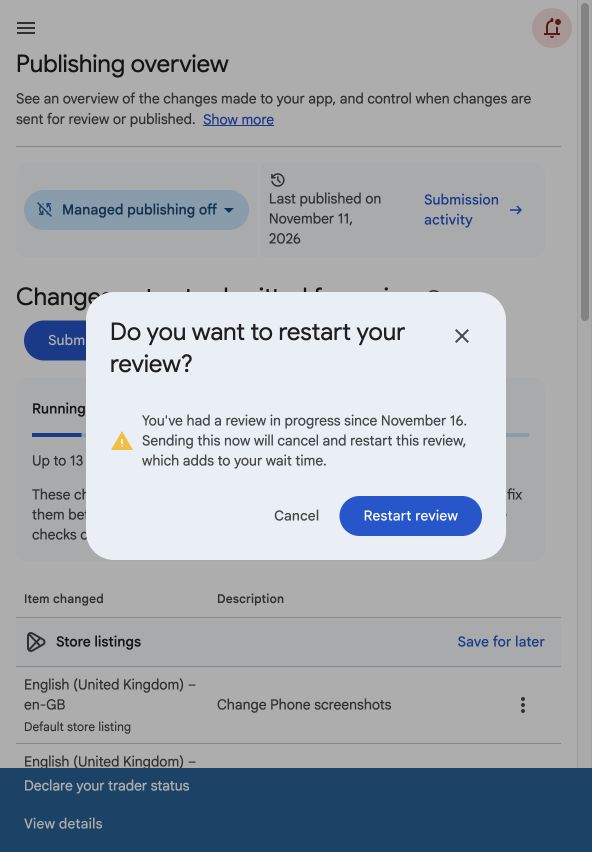 Publishing overview
See an overview of the changes made to your app, and control when changes are
sent for review or published. Show more
Managed publishing off
Last published on
November 11,
2026
Submission
activity
Do you want to restart your
review?
You've had a review in progress since November 16.
Sending this now will cancel and restart this review,
which adds to your wait time.
Cancel
Restart review
Running
Up to 13
These
fix
them
checks
Item changed
Description
Store listings
Save for later
English (United Kingdom) –
en-GB
Default store listing
Change Phone screenshots
English (United Kingdom) –
Declare your trader status
View details